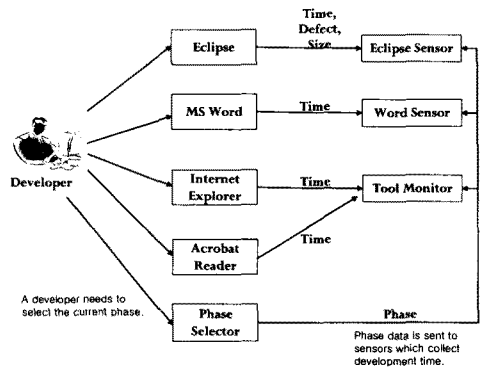 Time,
Defect,
Size
Eclipse
Eclipse Sensor
MS Word
Time
Word Sensor
Developer
Internet
Explorer
Time
Tool Monitor
Acrobat
Reader
Time
A developer needs to
select the current phase.
Phase
Selector
Phase
Phase data is sent to
sensors which collect
development time.